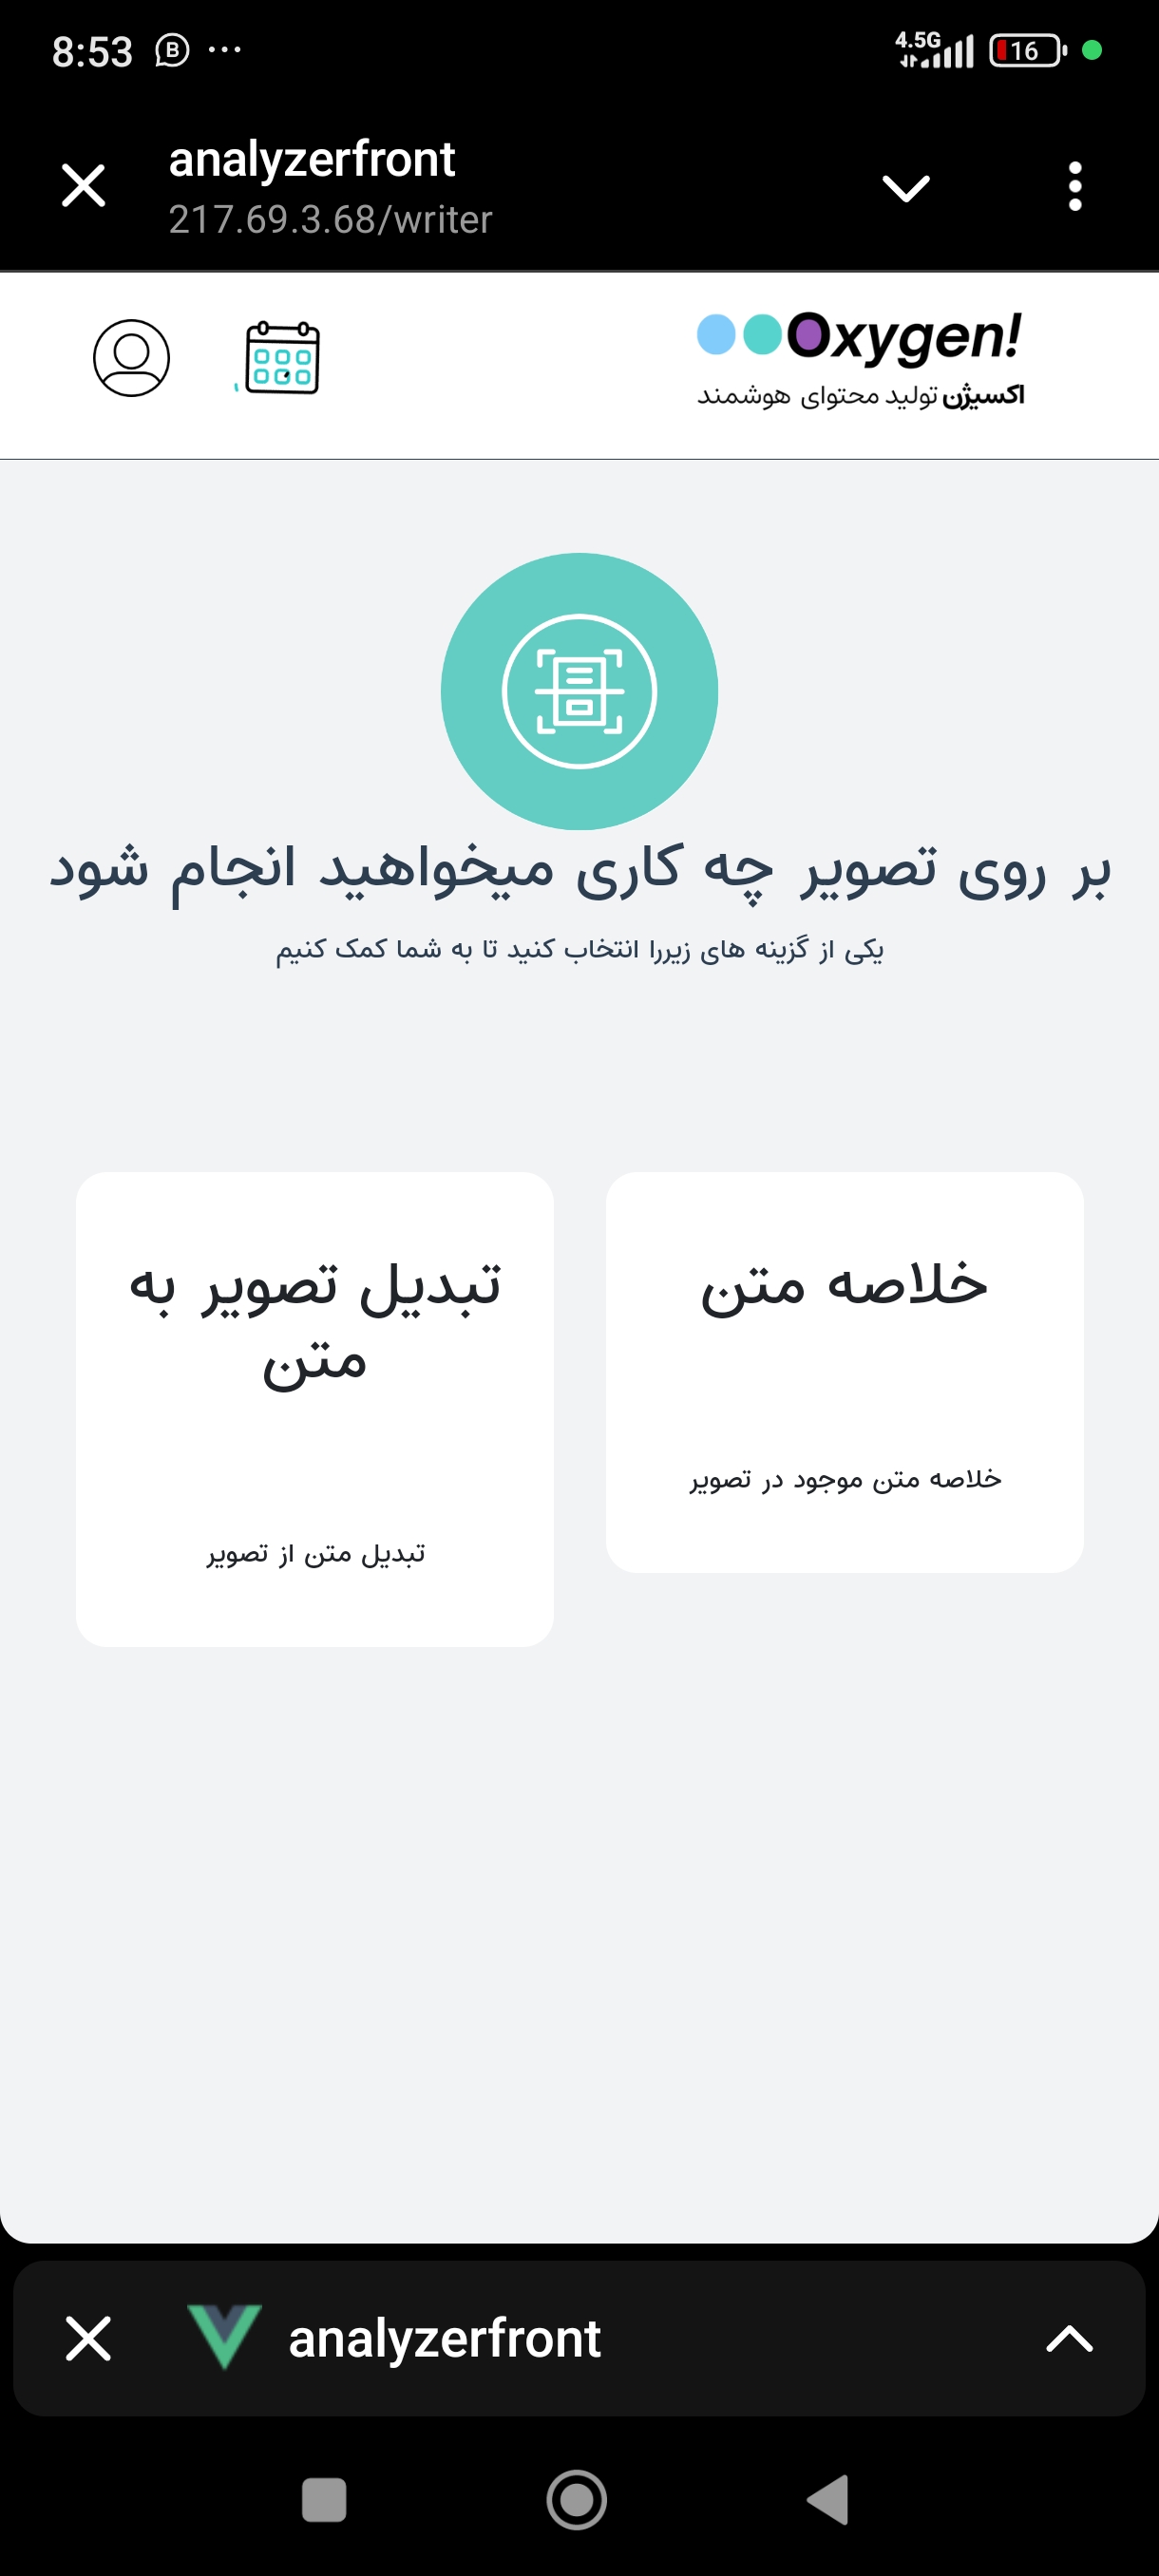 8:53
4.5G
16
analyzerfront
217.69.3.68/writer
Oxygen!
اکسیژن تولید محتوای هوشمند
بر روی تصویر چه کاری میخواهید انجام شود
یکی از گزینه های زیررا انتخاب کنید تا به شما کمک کنیم
خلاصه متن
خلاصه متن موجود در تصویر
تبدیل تصویر به
متن
تبدیل متن از تصویر
analyzerfront